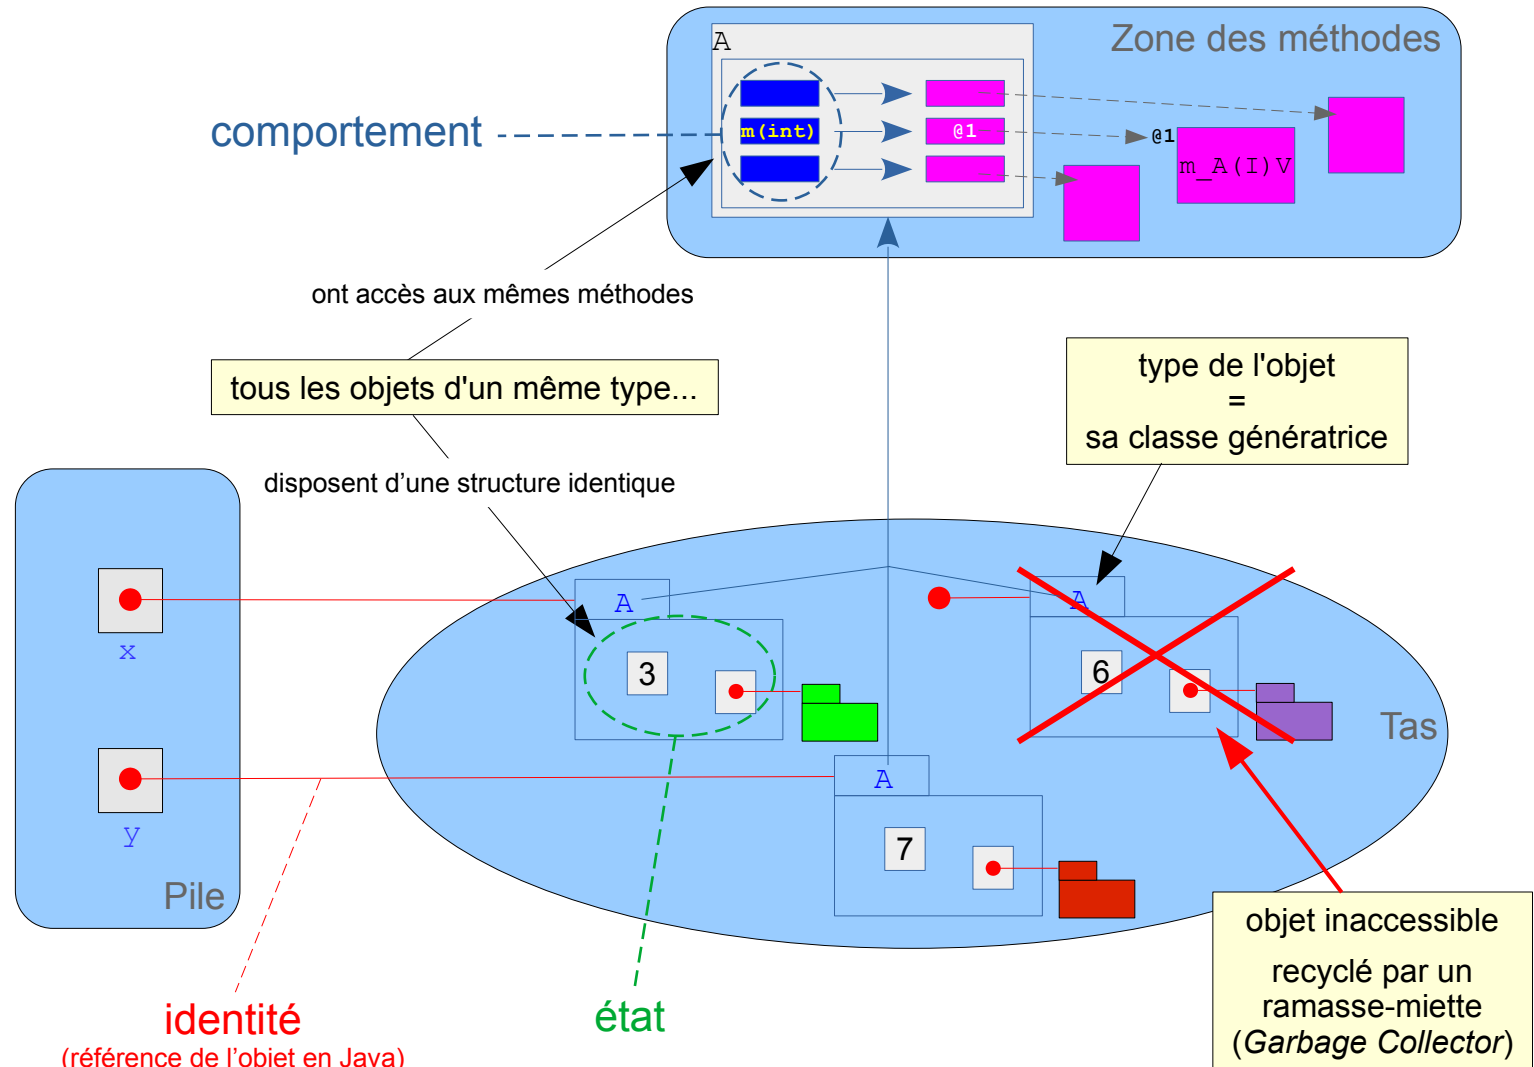 A
Zone des méthodes
comportement
m(int)
@1
@1
m_A(I)V
ont accès aux mêmes méthodes
tous les objets d'un même type...
disposent d’une structure identique
type de l'objet
=
sa classe génératrice
x
y
Pile
A
3
A
6
Tas
A
7
identité
(référence de l’objet en Java)
état
objet inaccessible
recyclé par un
ramasse-miette
(Garbage Collector)